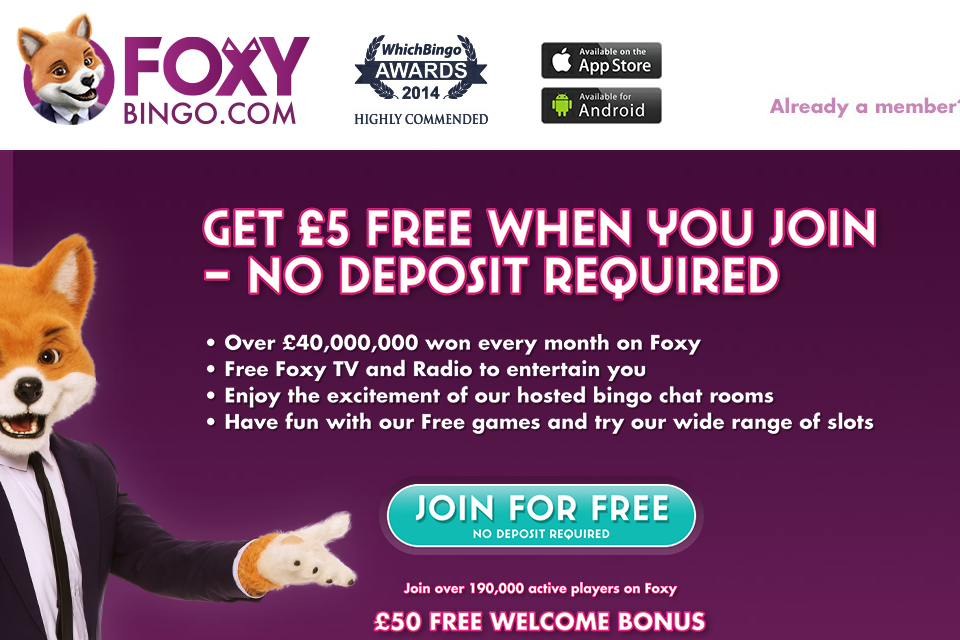 FOXY
BINGO.COM
WhichBingo
AWARDS
2014
HIGHLY COMMENDED
Available on the
App Store
Available for
Android
Already a member?
GET £5 FREE WHEN YOU JOIN
– NO DEPOSIT REQUIRED
• Over £40,000,000 won every month on Foxy
• Free Foxy TV and Radio to entertain you
• Enjoy the excitement of our hosted bingo chat rooms
• Have fun with our Free games and try our wide range of slots
JOIN FOR FREE
NO DEPOSIT REQUIRED
Join over 190,000 active players on Foxy
£50 FREE WELCOME BONUS